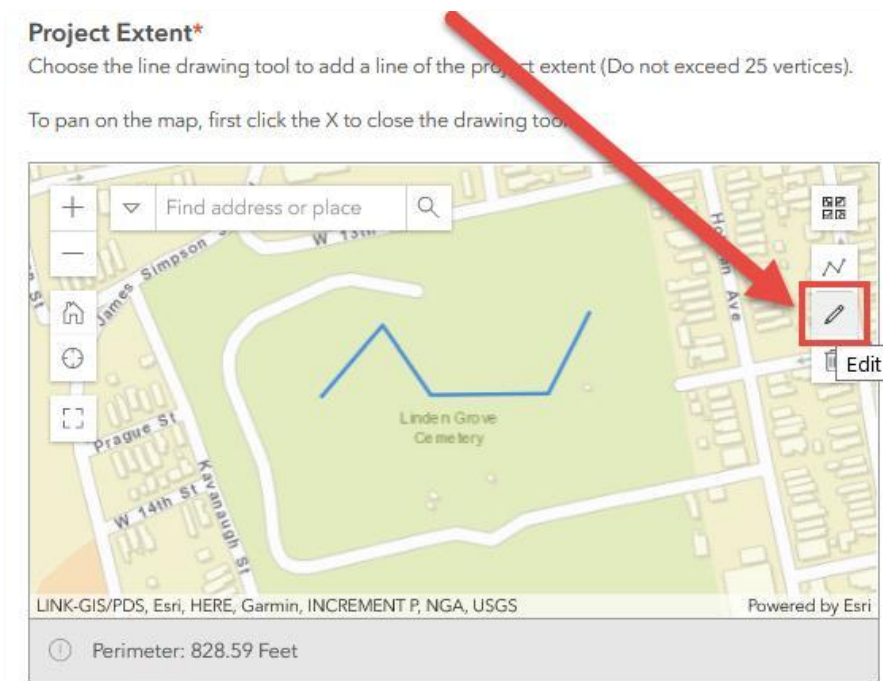 Project Extent*
Choose the line drawing tool to add a line of the project extent (Do not exceed 25 vertices).
To pan on the map, first click the X to close the drawing
Find address or place
W 13th
James Simpson
St
Ave
Edit
Linden Grove
Cemetery
Prague St
W 14th St
Kavanaugh St
LINK-GIS/PDS, Esri, HERE, Garmin, INCREMENT P, NGA, USGS
Powered by Esri
Perimeter: 828.59 Feet